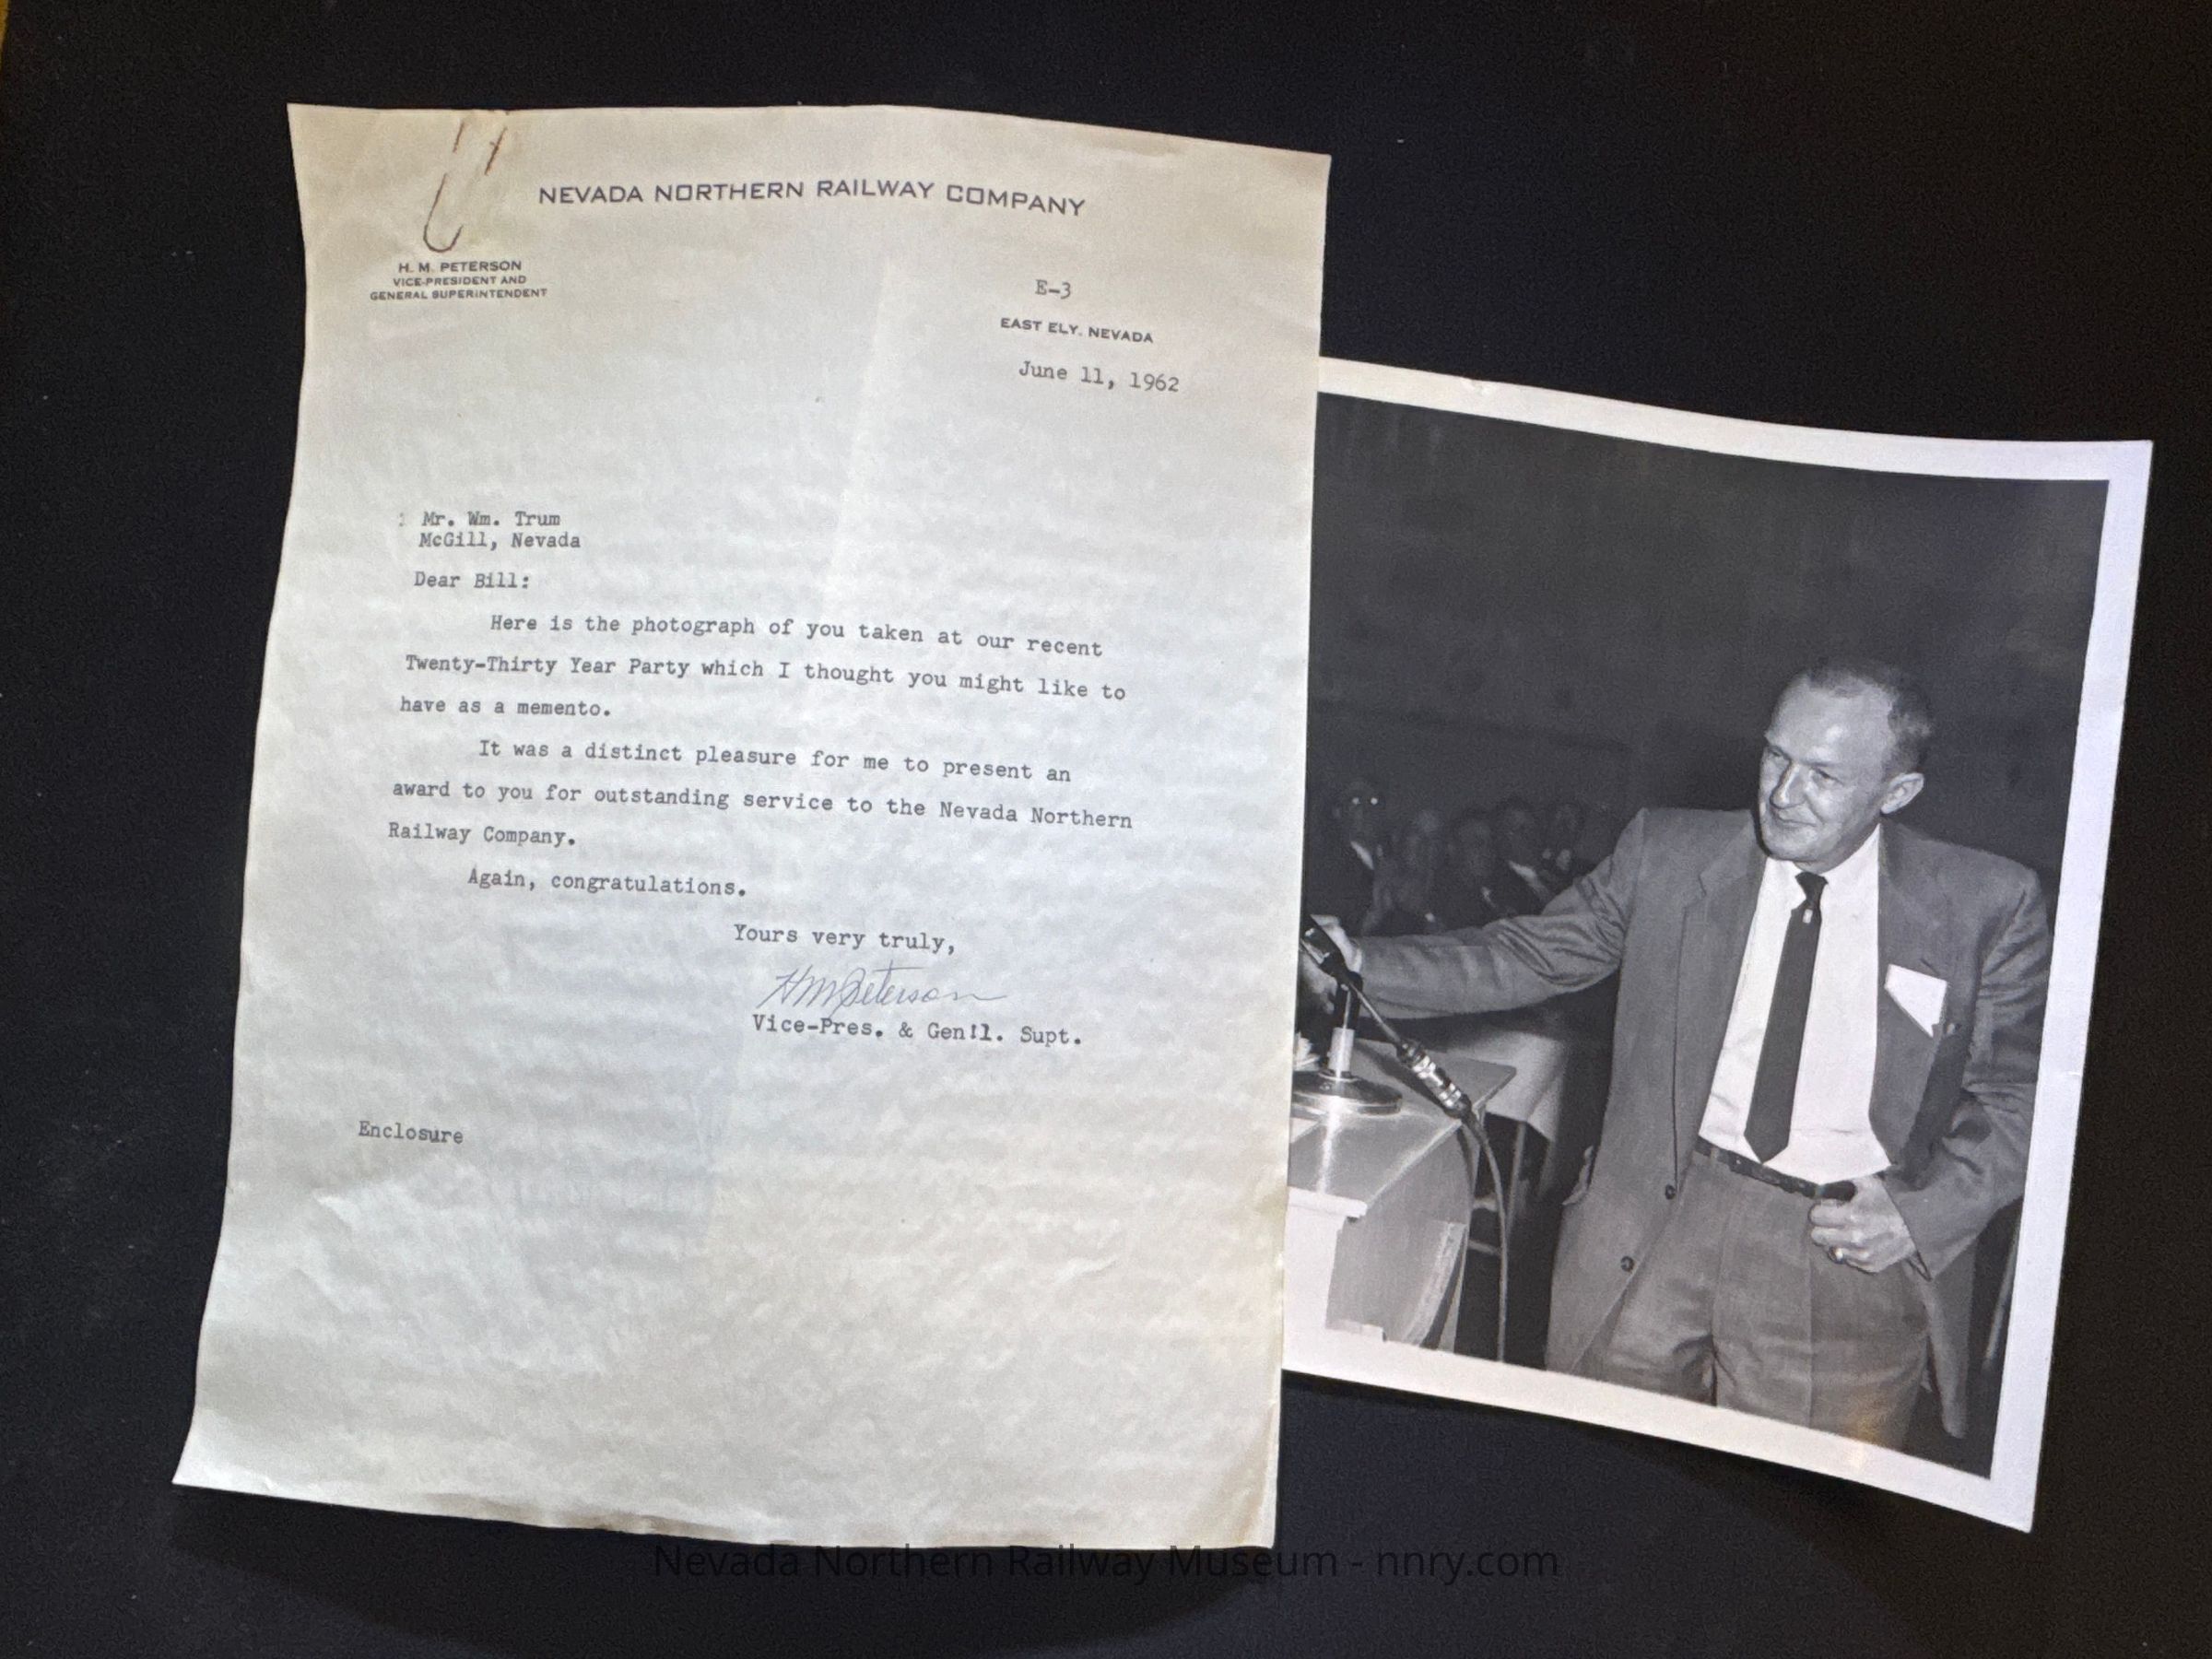 NEVADA NORTHERN RAILWAY COMPANY
H. M. PETERSON
VICE-PRESIDENT AND
GENERAL SUPERINTENDENT
E-3
EAST ELY, NEVADA
June 11, 1962
Mr. Wm. Trum
McGill, Nevada
Dear Bill:
Here is the photograph of you taken at our recent
Twenty-Thirty Year Party which I thought you might like to
have as a memento.
It was a distinct pleasure for me to present an
award to you for outstanding service to the Nevada Northern
Railway Company.
Again, congratulations.
Yours very truly,
HMPeterson
Vice-Pres. & Gen'l. Supt.
Enclosure
Nevada Northern Railway Museum - nnry.com